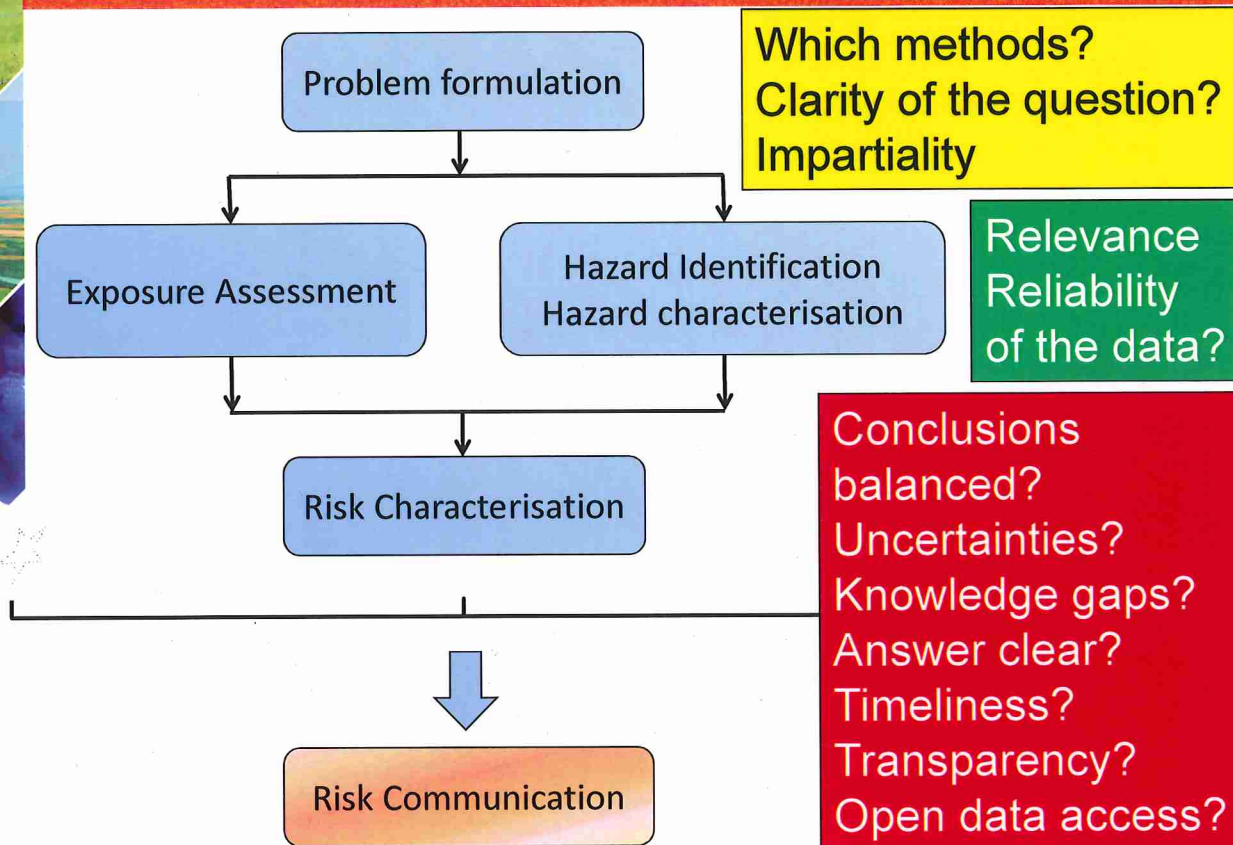 Problem formulation
Which methods?
Clarity of the question?
Impartiality
Exposure Assessment
Hazard Identification
Hazard characterisation
Relevance
Reliability
of the data?
Risk Characterisation
Conclusions
balanced?
Uncertainties?
Knowledge gaps?
Answer clear?
Timeliness?
Transparency?
Open data access?
Risk Communication